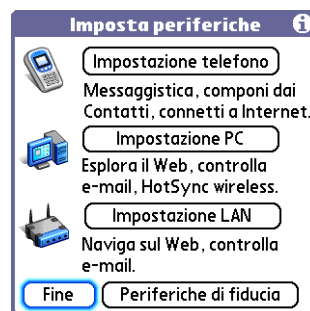 Imposta periferiche
Impostazione telefono
Messaggistica, componi dai
Contatti, connetti a Internet.
Impostazione PC
Esplora il Web, controlla
e-mail, HotSync wireless.
Impostazione LAN
Naviga sul Web, controlla
e-mail.
Fine Periferiche di fiducia